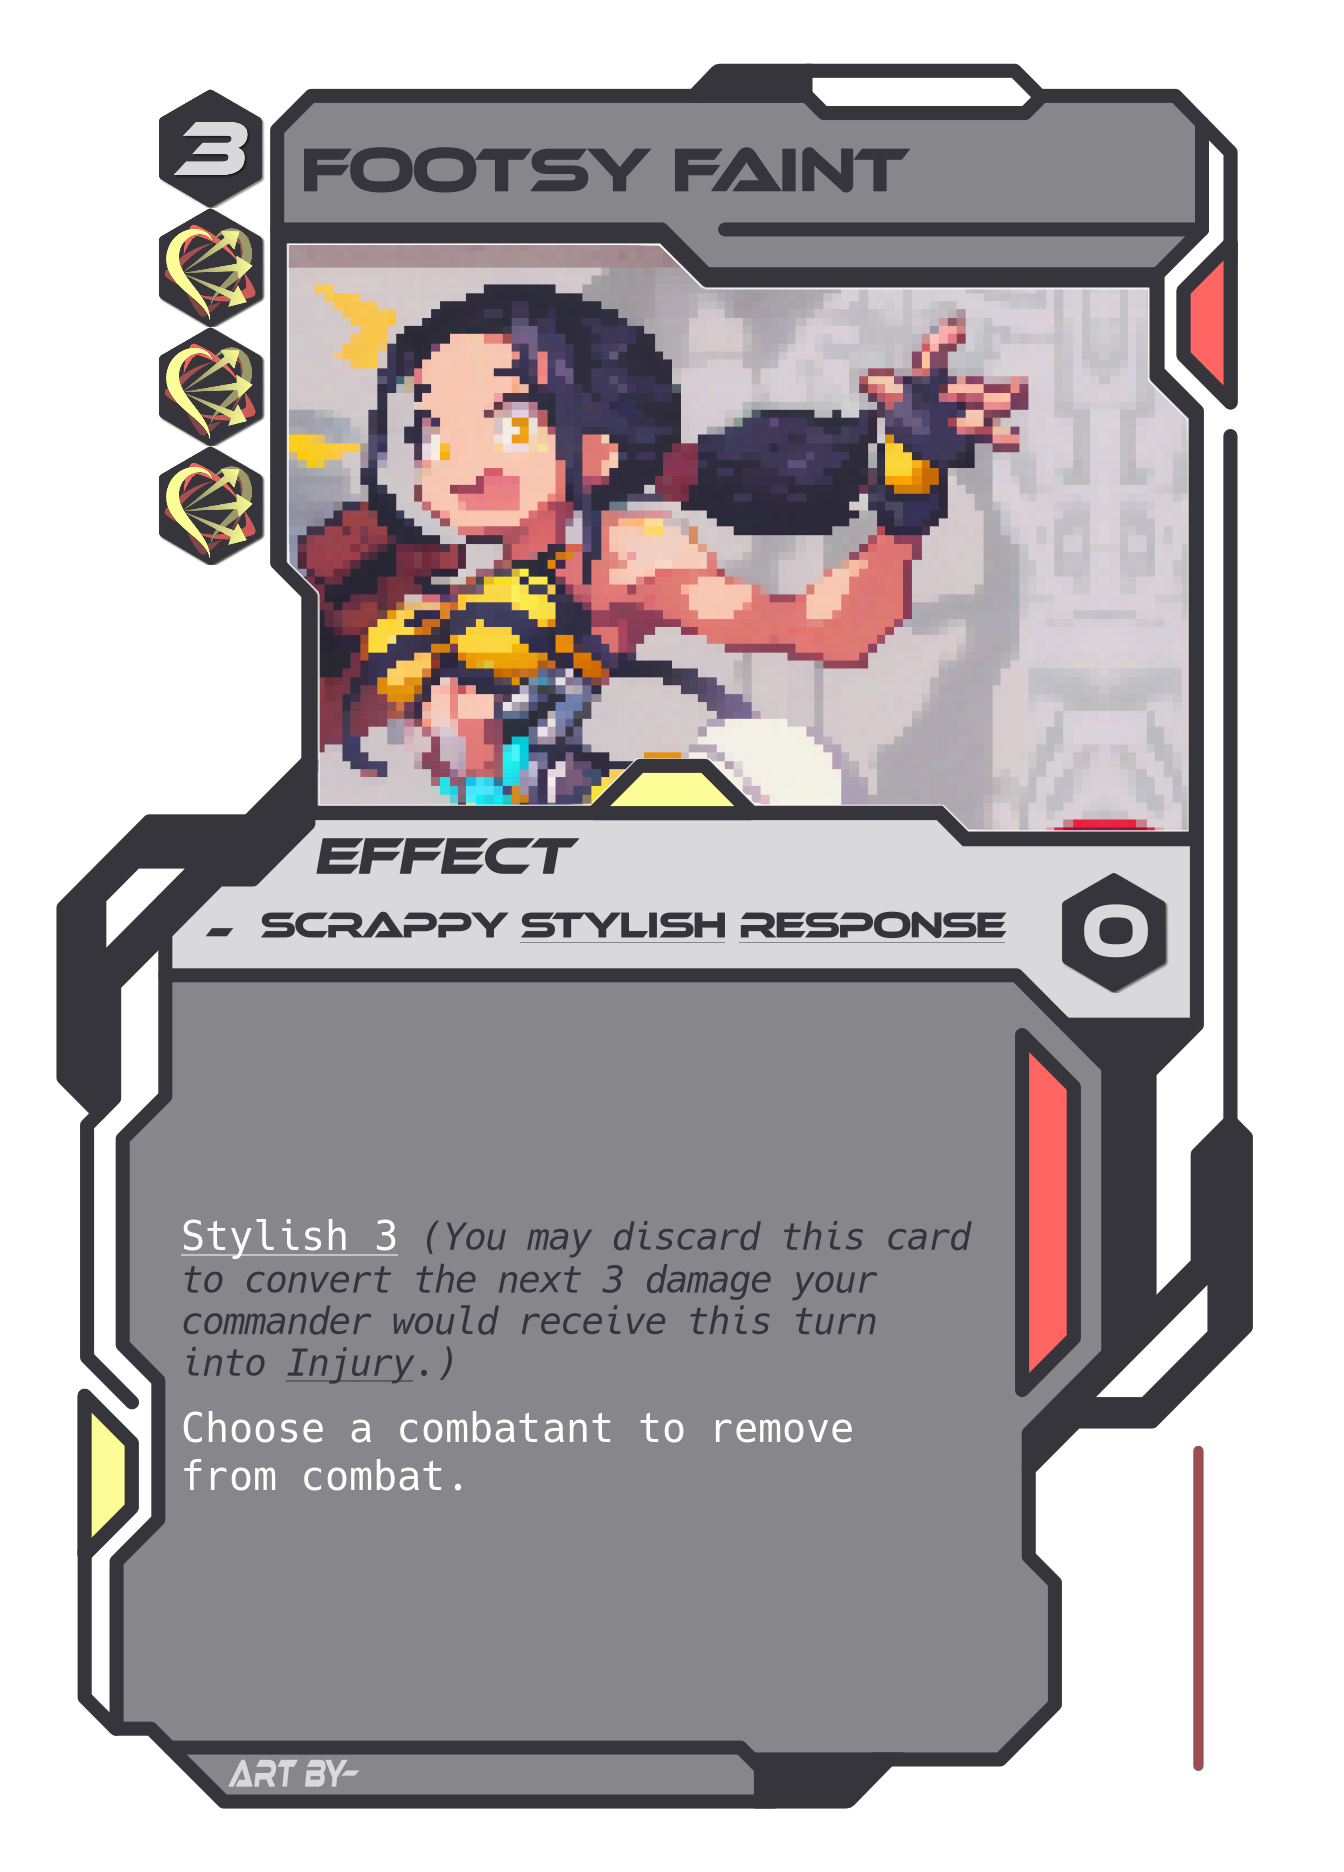 3
FOOTSY FAINT
EFFECT
- SCRAPPY STYLISH RESPONSE
0
Stylish 3 (You may discard this card
to convert the next 3 damage your
commander would receive this turn
into Injury.)
Choose a combatant to remove
from combat.
ART BY-